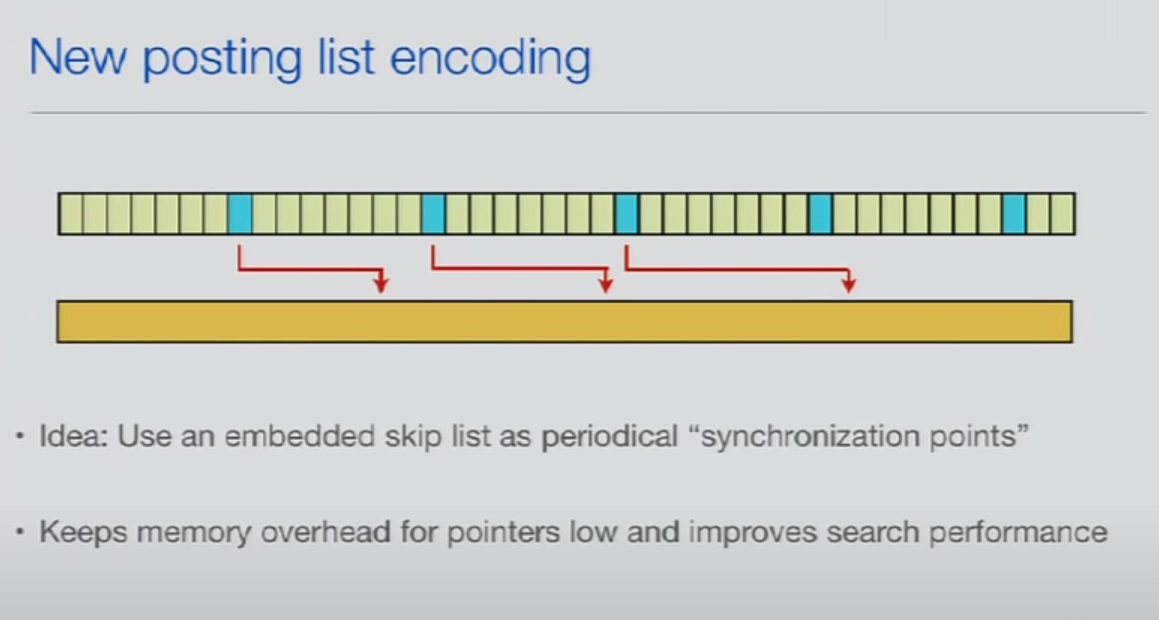 New posting list encoding
• Idea: Use an embedded skip list as periodical “synchronization points”
• Keeps memory overhead for pointers low and improves search performance